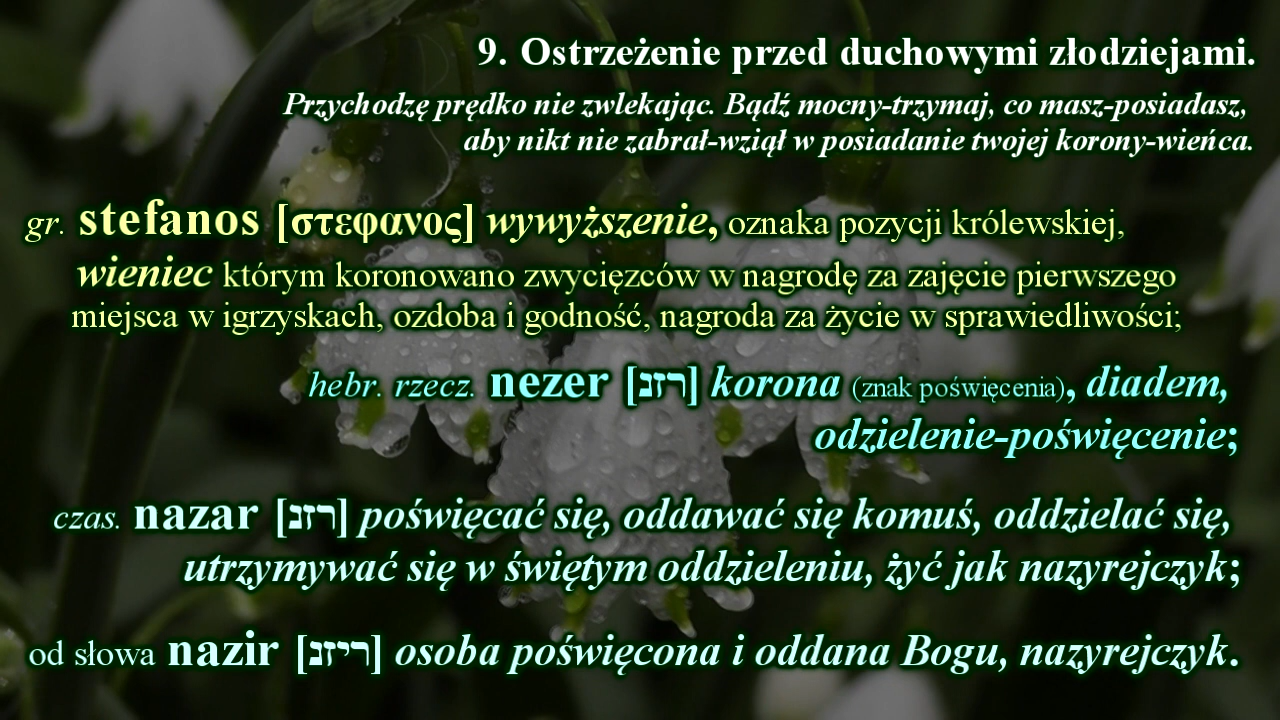 9. Ostrzeżenie przed duchowymi złodziejami.
Przychodzę prędko nie zwlekając. Bądź mocny-trzymaj, co masz-posiadasz,
aby nikt nie zabrał-wziął w posiadanie twojej korony-wieńca.
gr. stefanos [στεφανος] wywyższenie, oznaka pozycji królewskiej,
wieniec którym koronowano zwycięzców w nagrodę za zajęcie pierwszego
miejsca w igrzyskach, ozdoba i godność, nagroda za życie w sprawiedliwości;
hebr. rzecz. nezer [נזר] korona (znak poświęcenia), diadem,
odzielenie-poświęcenie;
czas. nazar [נזר] poświęcać się, oddawać się komuś, oddzielać się,
utrzymywać się w świętym oddzieleniu, żyć jak nazyrejczyk;
od słowa nazir [נזיר] osoba poświęcona i oddana Bogu, nazyrejczyk.